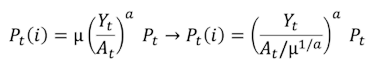 P_t(i) = μ (Y_t / A_t)^a P_t → P_t(i) = (Y_t / A_t/μ^{1/a})^a P_t